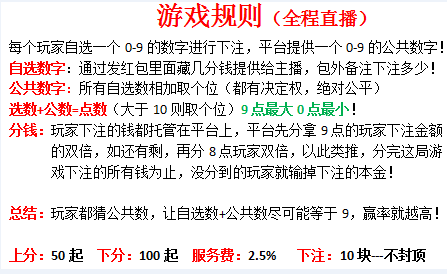 游戏规则（全程直播）
每个玩家自选一个 0-9 的数字进行下注，平台提供一个 0-9 的公共数字！
自选数字：通过发红包里面藏几分钱提供给主播，包外备注下注多少！
公共数字：所有自选数相加取个位（都有决定权，绝对公平）
选数+公数=点数（大于 10 则取个位）9 点最大 0 点最小！
分钱：玩家下注的钱都托管在平台上，平台先分拿 9 点的玩家下注金额
的双倍，如还有剩，再分 8 点玩家双倍，以此类推，分完这局游
戏下注的所有钱为止，没分到的玩家就输掉下注的本金！
总结：玩家都猜公共数，让自选数+公共数尽可能等于 9，赢率就越高！
上分：50 起 下分：100 起 服务费：2.5% 下注：10 块---不封顶